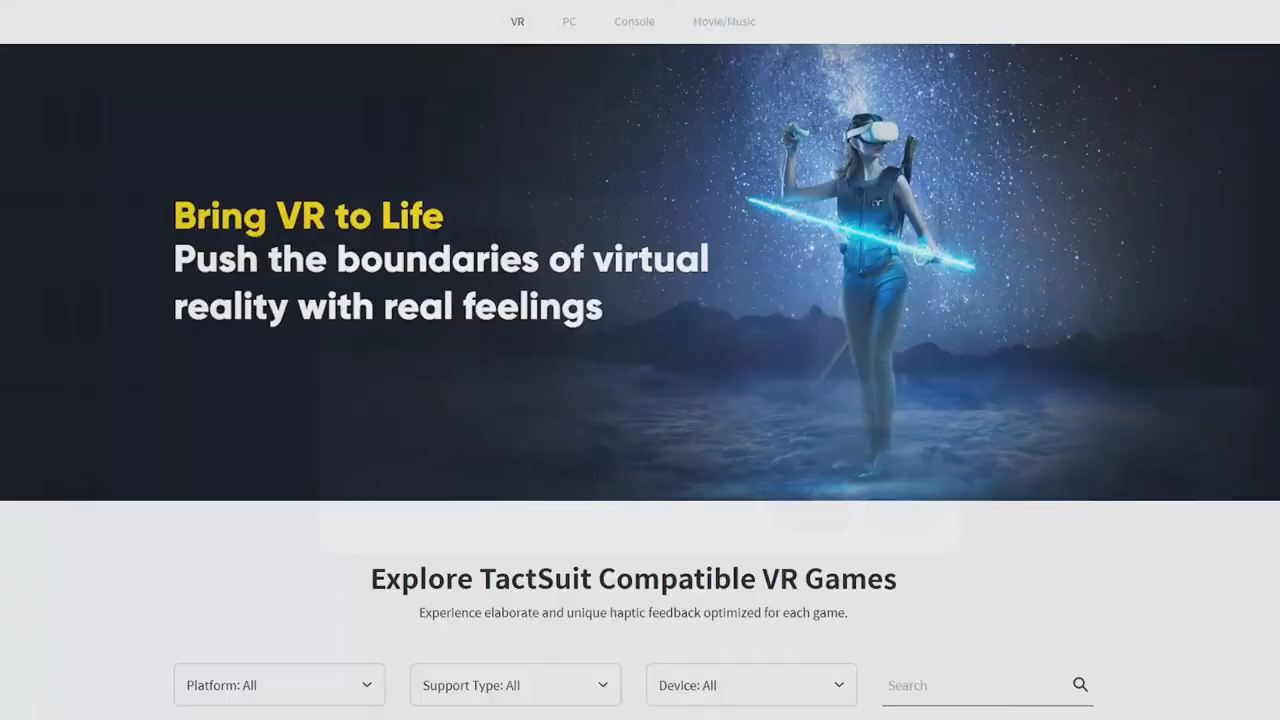 VR PC Console Movie/Music
Bring VR to Life
Push the boundaries of virtual
reality with real feelings
Explore TactSuit Compatible VR Games
Experience elaborate and unique haptic feedback optimized for each game.
Platform: All Support Type: All Device: All Search